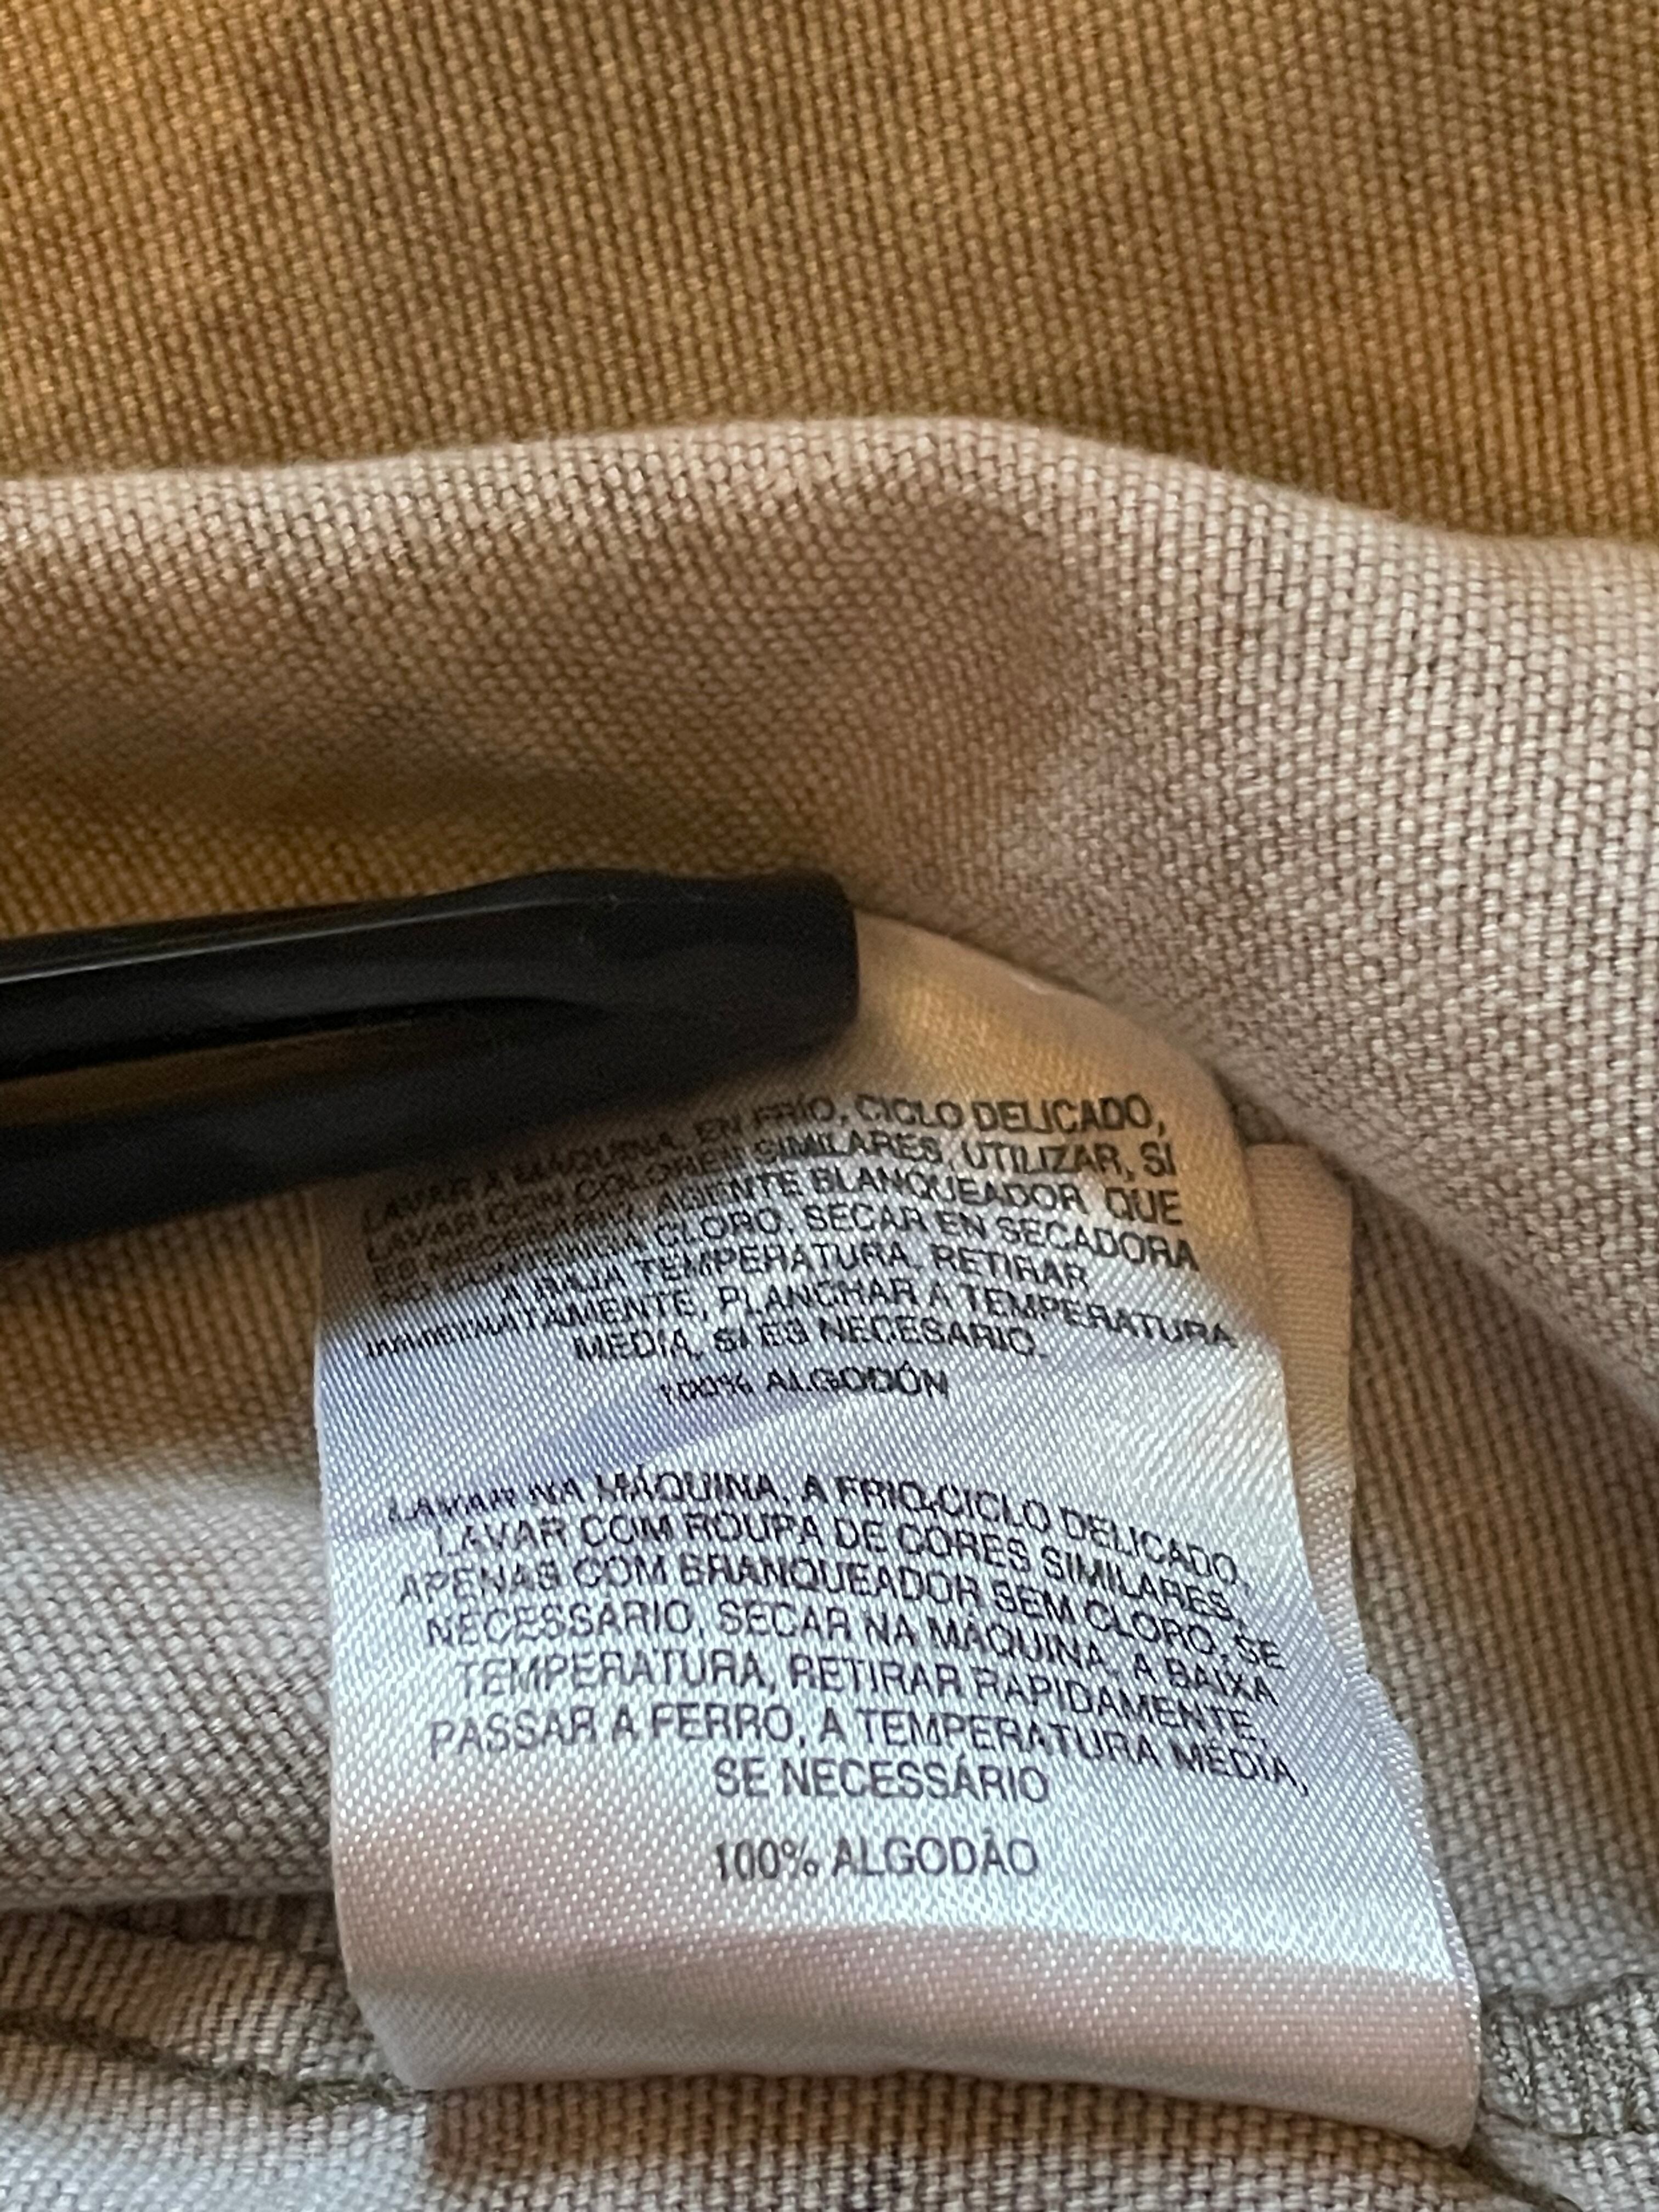 LAVAR A MÁQUINA, EN FRÍO, CICLO DELICADO,
LAVAR CON COLORES SIMILARES, UTILIZAR, SI
ES NECESARIO, AGENTE BLANQUEADOR QUE
NO CONTENGA CLORO. SECAR EN SECADORA
A BAJA TEMPERATURA. RETIRAR
INMEDIATAMENTE, PLANCHAR A TEMPERATURA
MEDIA, SI ES NECESARIO.
100% ALGODÓN
LAVAR NA MÁQUINA, A FRIO-CICLO DELICADO,
LAVAR COM ROUPA DE CORES SIMILARES,
APENAS COM BRANQUEADOR SEM CLORO, SE
NECESSÁRIO, SECAR NA MÁQUINA, A BAIXA
TEMPERATURA, RETIRAR RAPIDAMENTE,
PASSAR A FERRO, A TEMPERATURA MÉDIA,
SE NECESSÁRIO
100% ALGODÃO